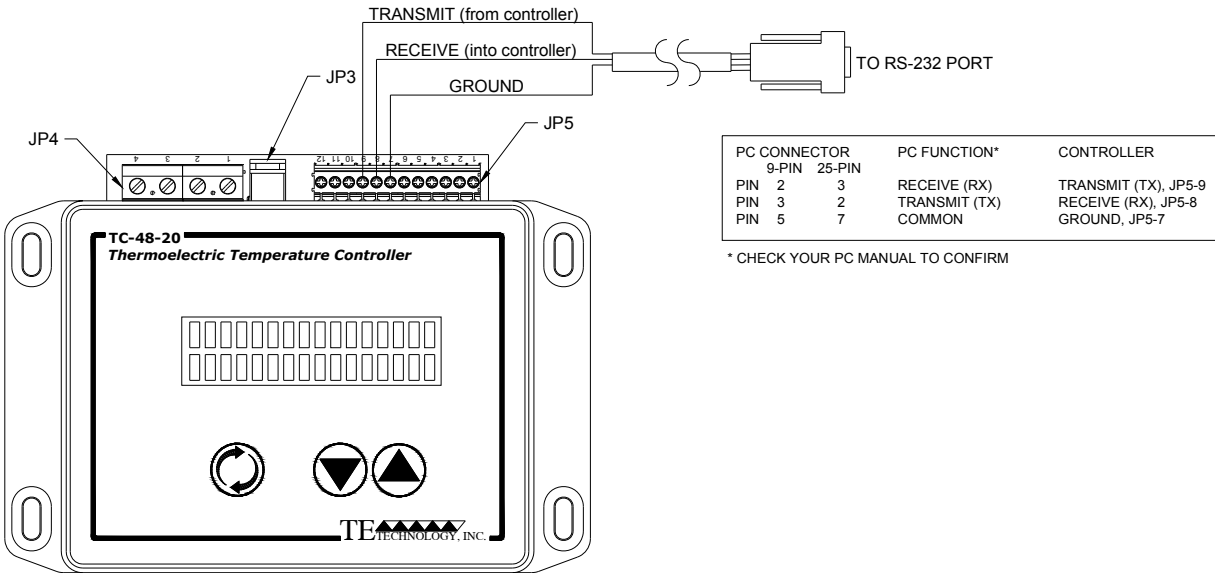 TRANSMIT (from controller)
RECEIVE (into controller)
GROUND
TO RS-232 PORT
JP3
JP4
JP5
4 3 2 1
12 11 10 9 8 7 6 5 4 3 2 1
PC CONNECTOR PC FUNCTION* CONTROLLER
9-PIN 25-PIN
PIN 2 3 RECEIVE (RX) TRANSMIT (TX), JP5-9
PIN 3 2 TRANSMIT (TX) RECEIVE (RX), JP5-8
PIN 5 7 COMMON GROUND, JP5-7
* CHECK YOUR PC MANUAL TO CONFIRM
TC-48-20
Thermoelectric Temperature Controller
TE
TECHNOLOGY, INC.